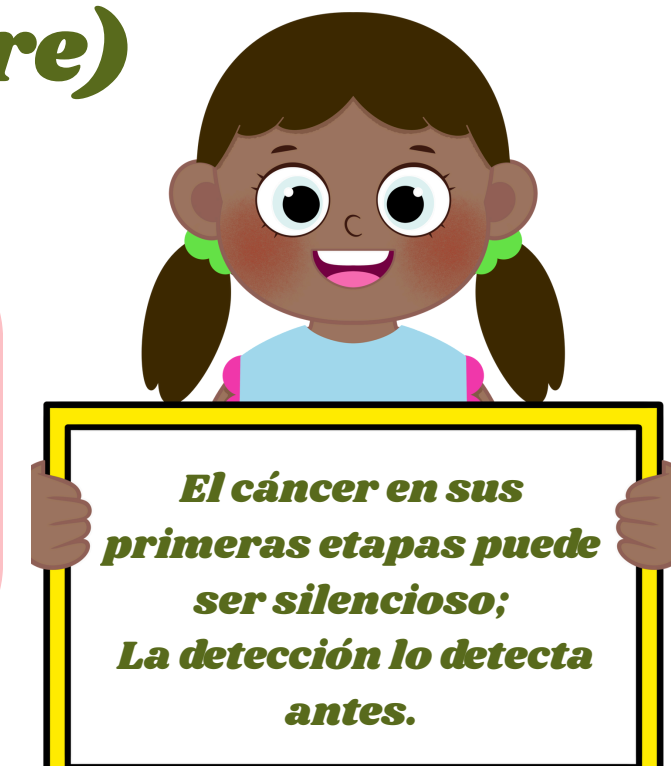 re)
El cáncer en sus
primeras etapas puede
ser silencioso;
La detección lo detecta
antes.